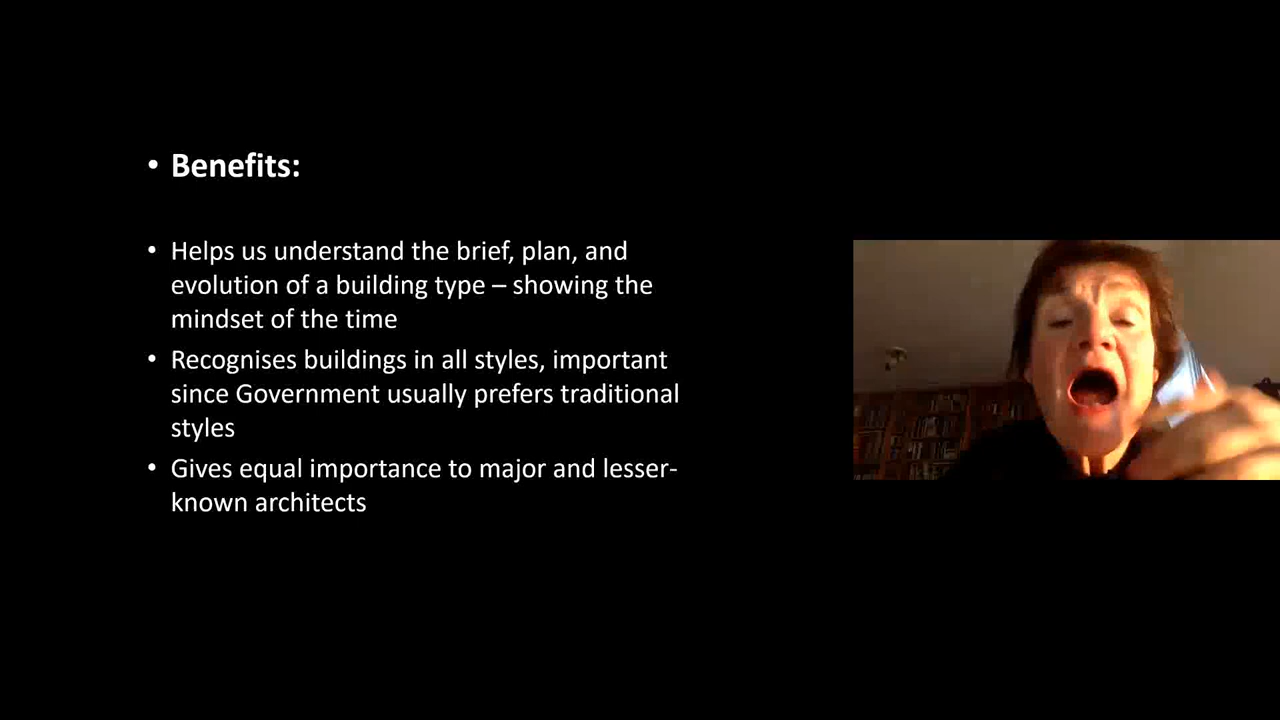 • Benefits:
• Helps us understand the brief, plan, and
evolution of a building type – showing the
mindset of the time
• Recognises buildings in all styles, important
since Government usually prefers traditional
styles
• Gives equal importance to major and lesser-
known architects